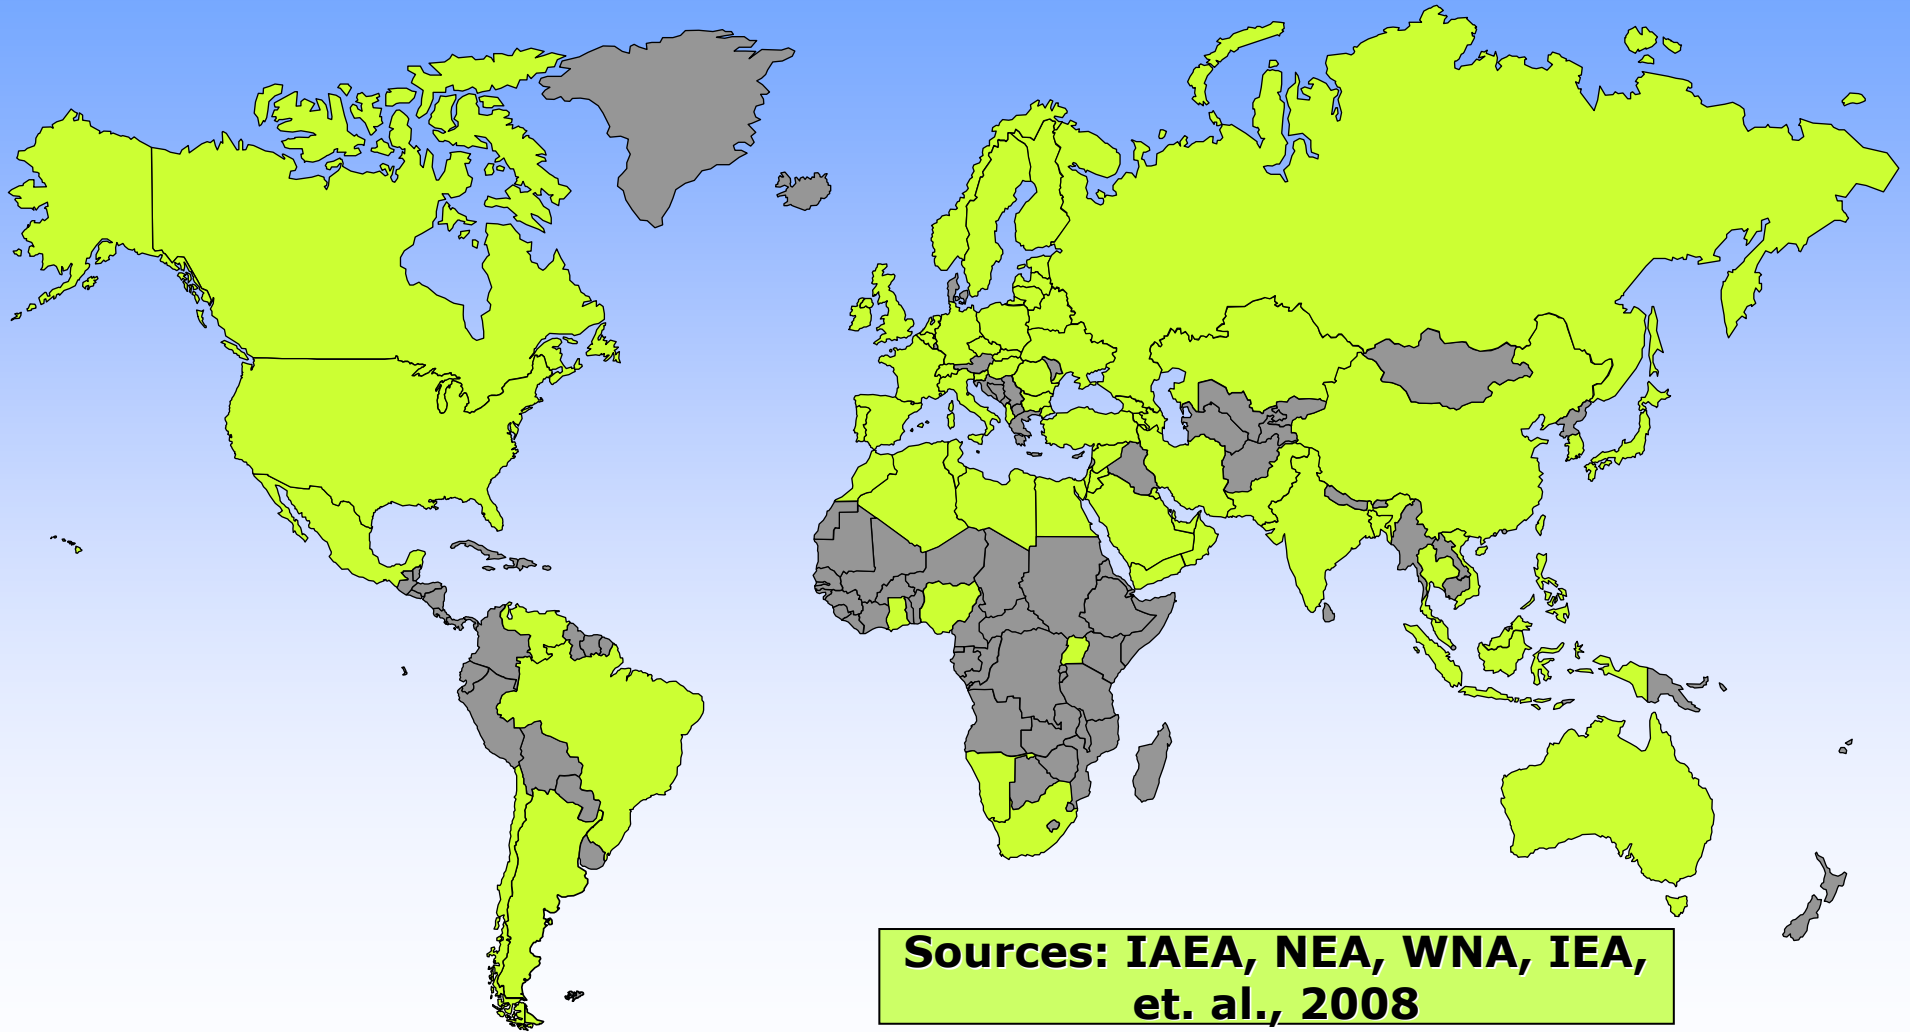 Sources: IAEA, NEA, WNA, IEA,
et. al., 2008